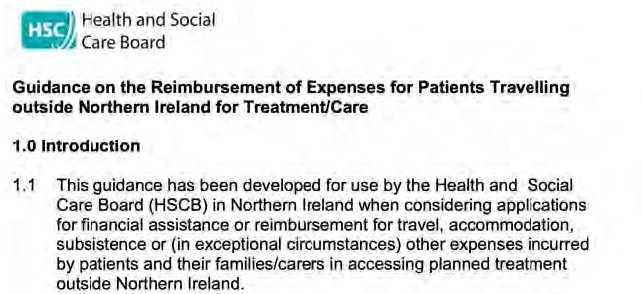 HSC Health and Social
Care Board
Guidance on the Reimbursement of Expenses for Patients Travelling
outside Northern Ireland for Treatment/Care
1.0 Introduction
1.1 This guidance has been developed for use by the Health and Social
Care Board (HSCB) in Northern Ireland when considering applications
for financial assistance or reimbursement for travel, accommodation,
subsistence or (in exceptional circumstances) other expenses incurred
by patients and their families/carers in accessing planned treatment
outside Northern Ireland.